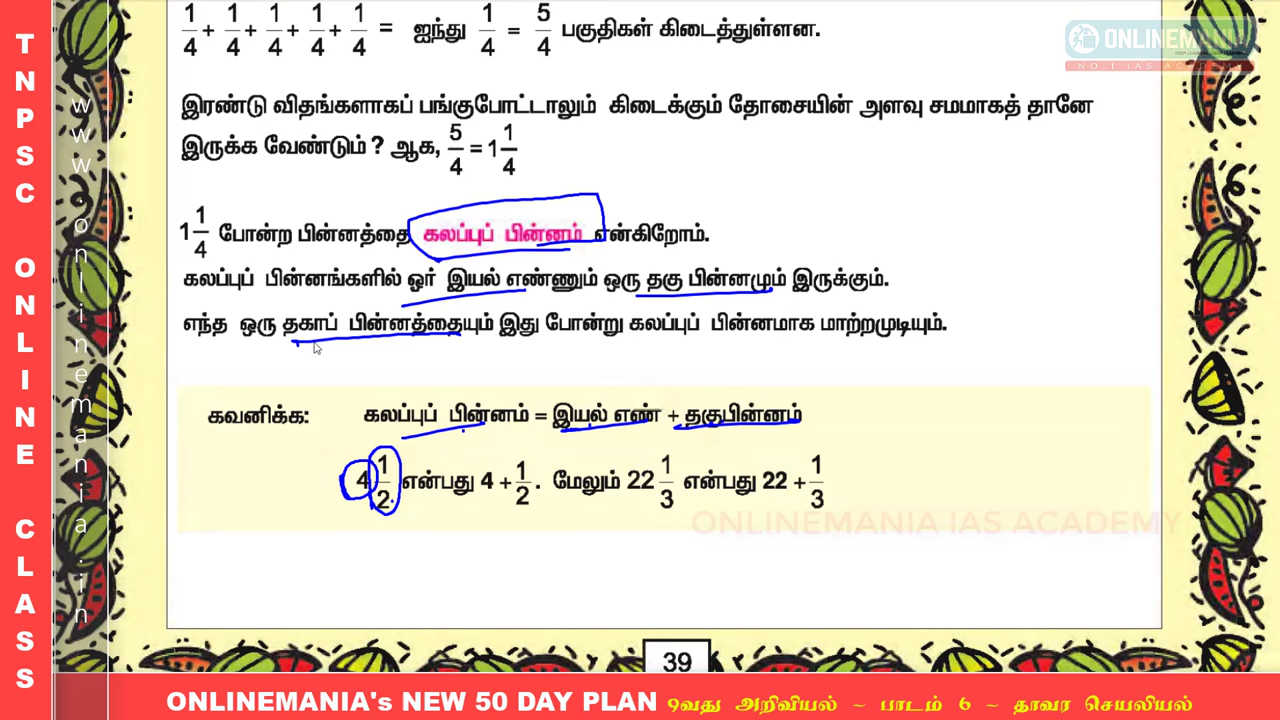 TNPSC ONLINE CLASS
www.onlinemania.in
ONLINEMANIA
NO.1 IAS ACADEMY
1/4 + 1/4 + 1/4 + 1/4 + 1/4 = ஐந்து 1/4 = 5/4 பகுதிகள் கிடைத்துள்ளன.
இரண்டு விதங்களாகப் பங்குபோட்டாலும் கிடைக்கும் தோசையின் அளவு சமமாகத் தானே
இருக்க வேண்டும் ? ஆக, 5/4 = 1 1/4
1 1/4 போன்ற பின்னத்தை கலப்புப் பின்னம் என்கிறோம்.
கலப்புப் பின்னங்களில் ஓர் இயல் எண்ணும் ஒரு தகு பின்னமும் இருக்கும்.
எந்த ஒரு தகாப் பின்னத்தையும் இது போன்று கலப்புப் பின்னமாக மாற்றமுடியும்.
கவனிக்க: கலப்புப் பின்னம் = இயல் எண் + தகுபின்னம்
4 1/2 என்பது 4 + 1/2 . மேலும் 22 1/3 என்பது 22 + 1/3
ONLINEMANIA IAS ACADEMY
39
ONLINEMANIA's NEW 50 DAY PLAN 9வது அறிவியல் ~ பாடம் 6 ~ தாவர செயலியல்